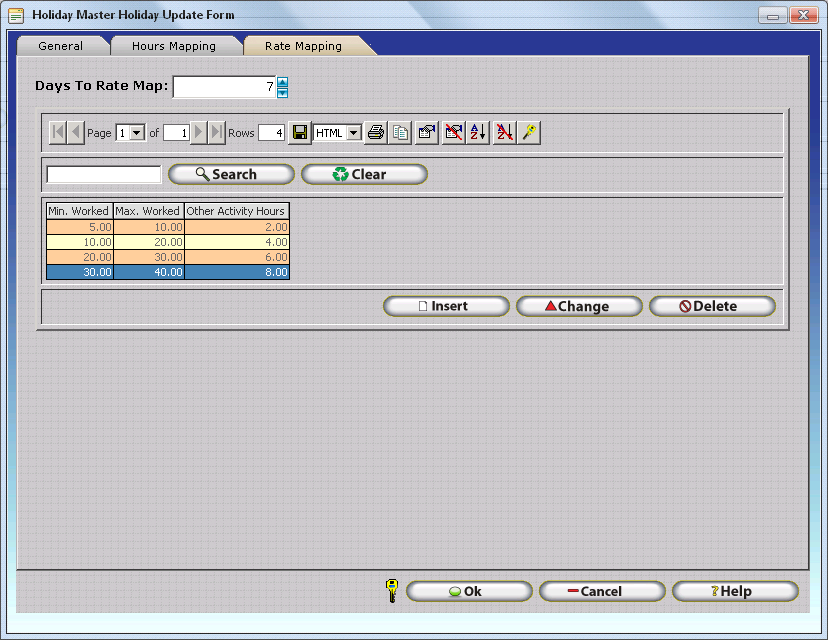 Holiday Master Holiday Update Form
General Hours Mapping Rate Mapping
Days To Rate Map: 7
Page 1 of 1 Rows 4 HTML
Search Clear
Min. Worked Max. Worked Other Activity Hours
5.00 10.00 2.00
10.00 20.00 4.00
20.00 30.00 6.00
30.00 40.00 8.00
Insert Change Delete
Ok Cancel Help